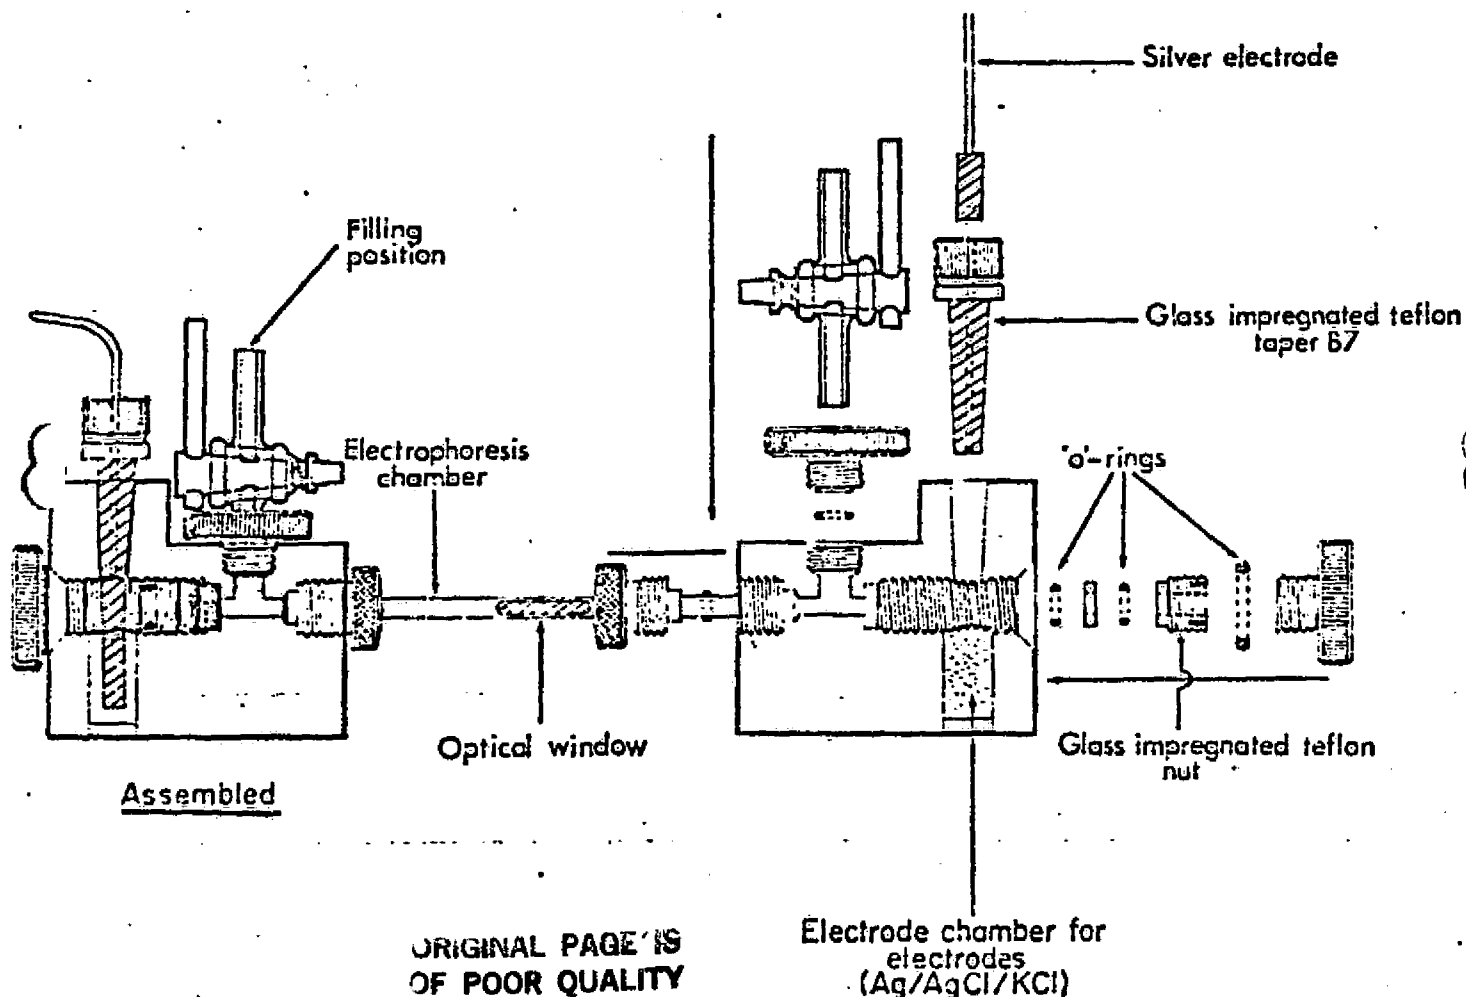 Silver electrode
Filling
position
Glass impregnated teflon
taper B7
Electrophoresis
chamber
'o'-rings
Optical window
Glass impregnated teflon
nut
Assembled
Electrode chamber for
electrodes
(Ag/AgCl/KCl)
ORIGINAL PAGE IS
OF POOR QUALITY